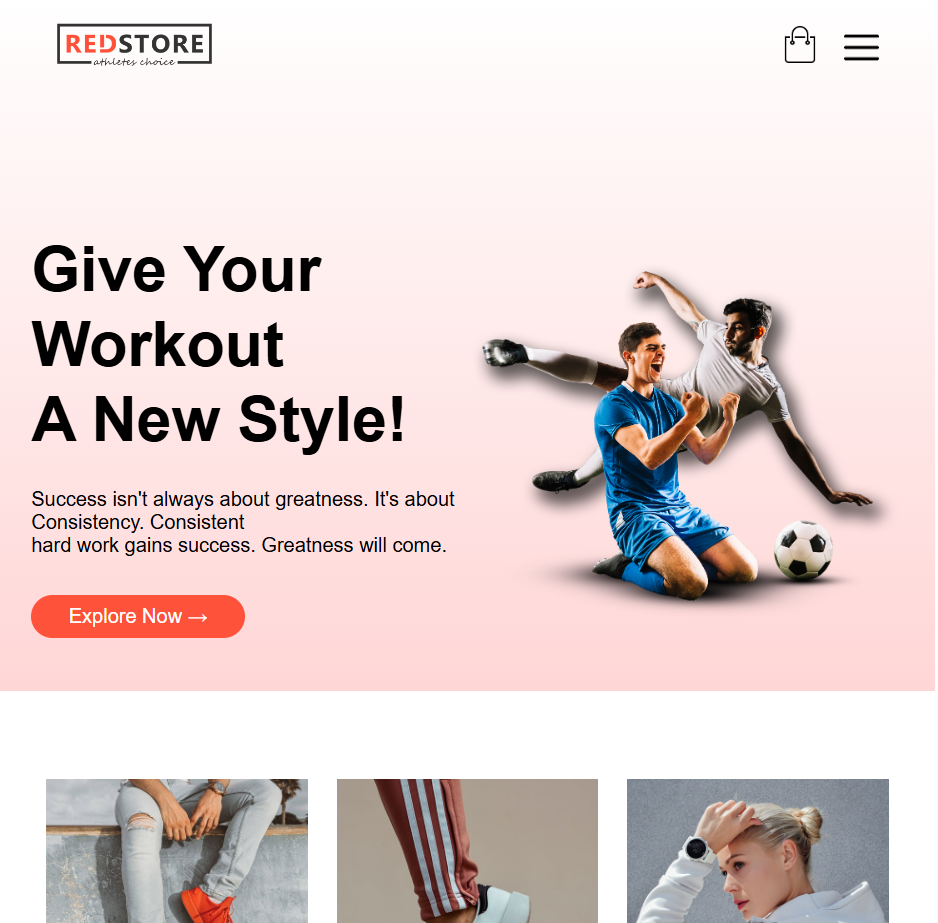 REDSTORE
athletes choice
Give Your
Workout
A New Style!
Success isn't always about greatness. It's about
Consistency. Consistent
hard work gains success. Greatness will come.
Explore Now →